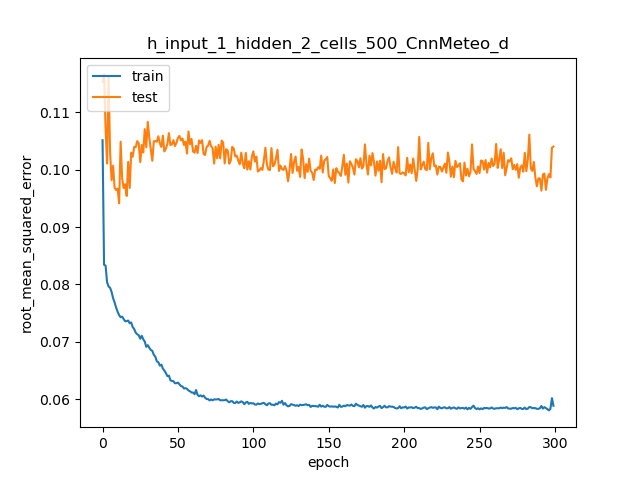 h_input_1_hidden_2_cells_500_CnnMeteo_d
train
test
root_mean_squared_error
0.11
0.10
0.09
0.08
0.07
0.06
0 50 100 150 200 250 300
epoch